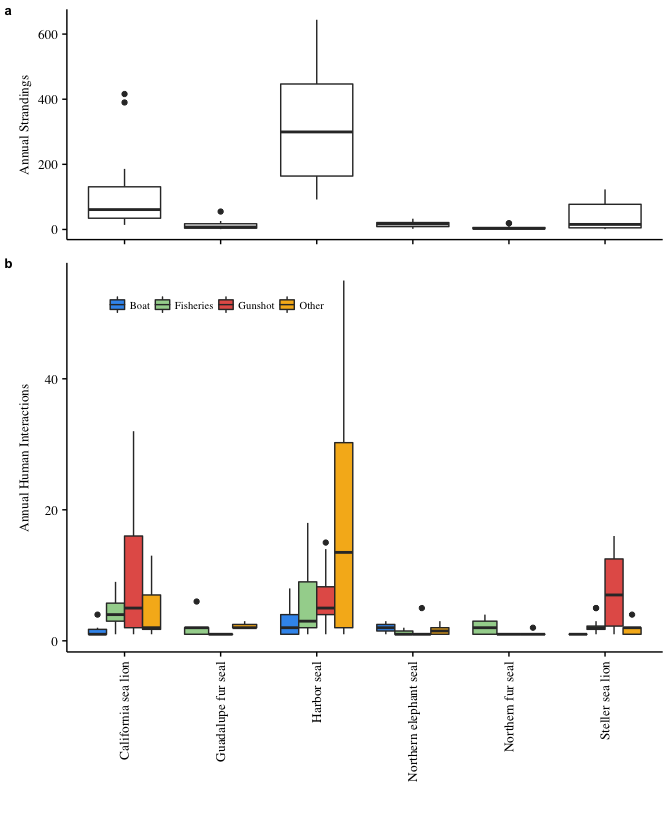 a
600
400
200
0
Annual Strandings
b
Boat Fisheries Gunshot Other
40
20
0
Annual Human Interactions
California sea lion
Guadalupe fur seal
Harbor seal
Northern elephant seal
Northern fur seal
Steller sea lion